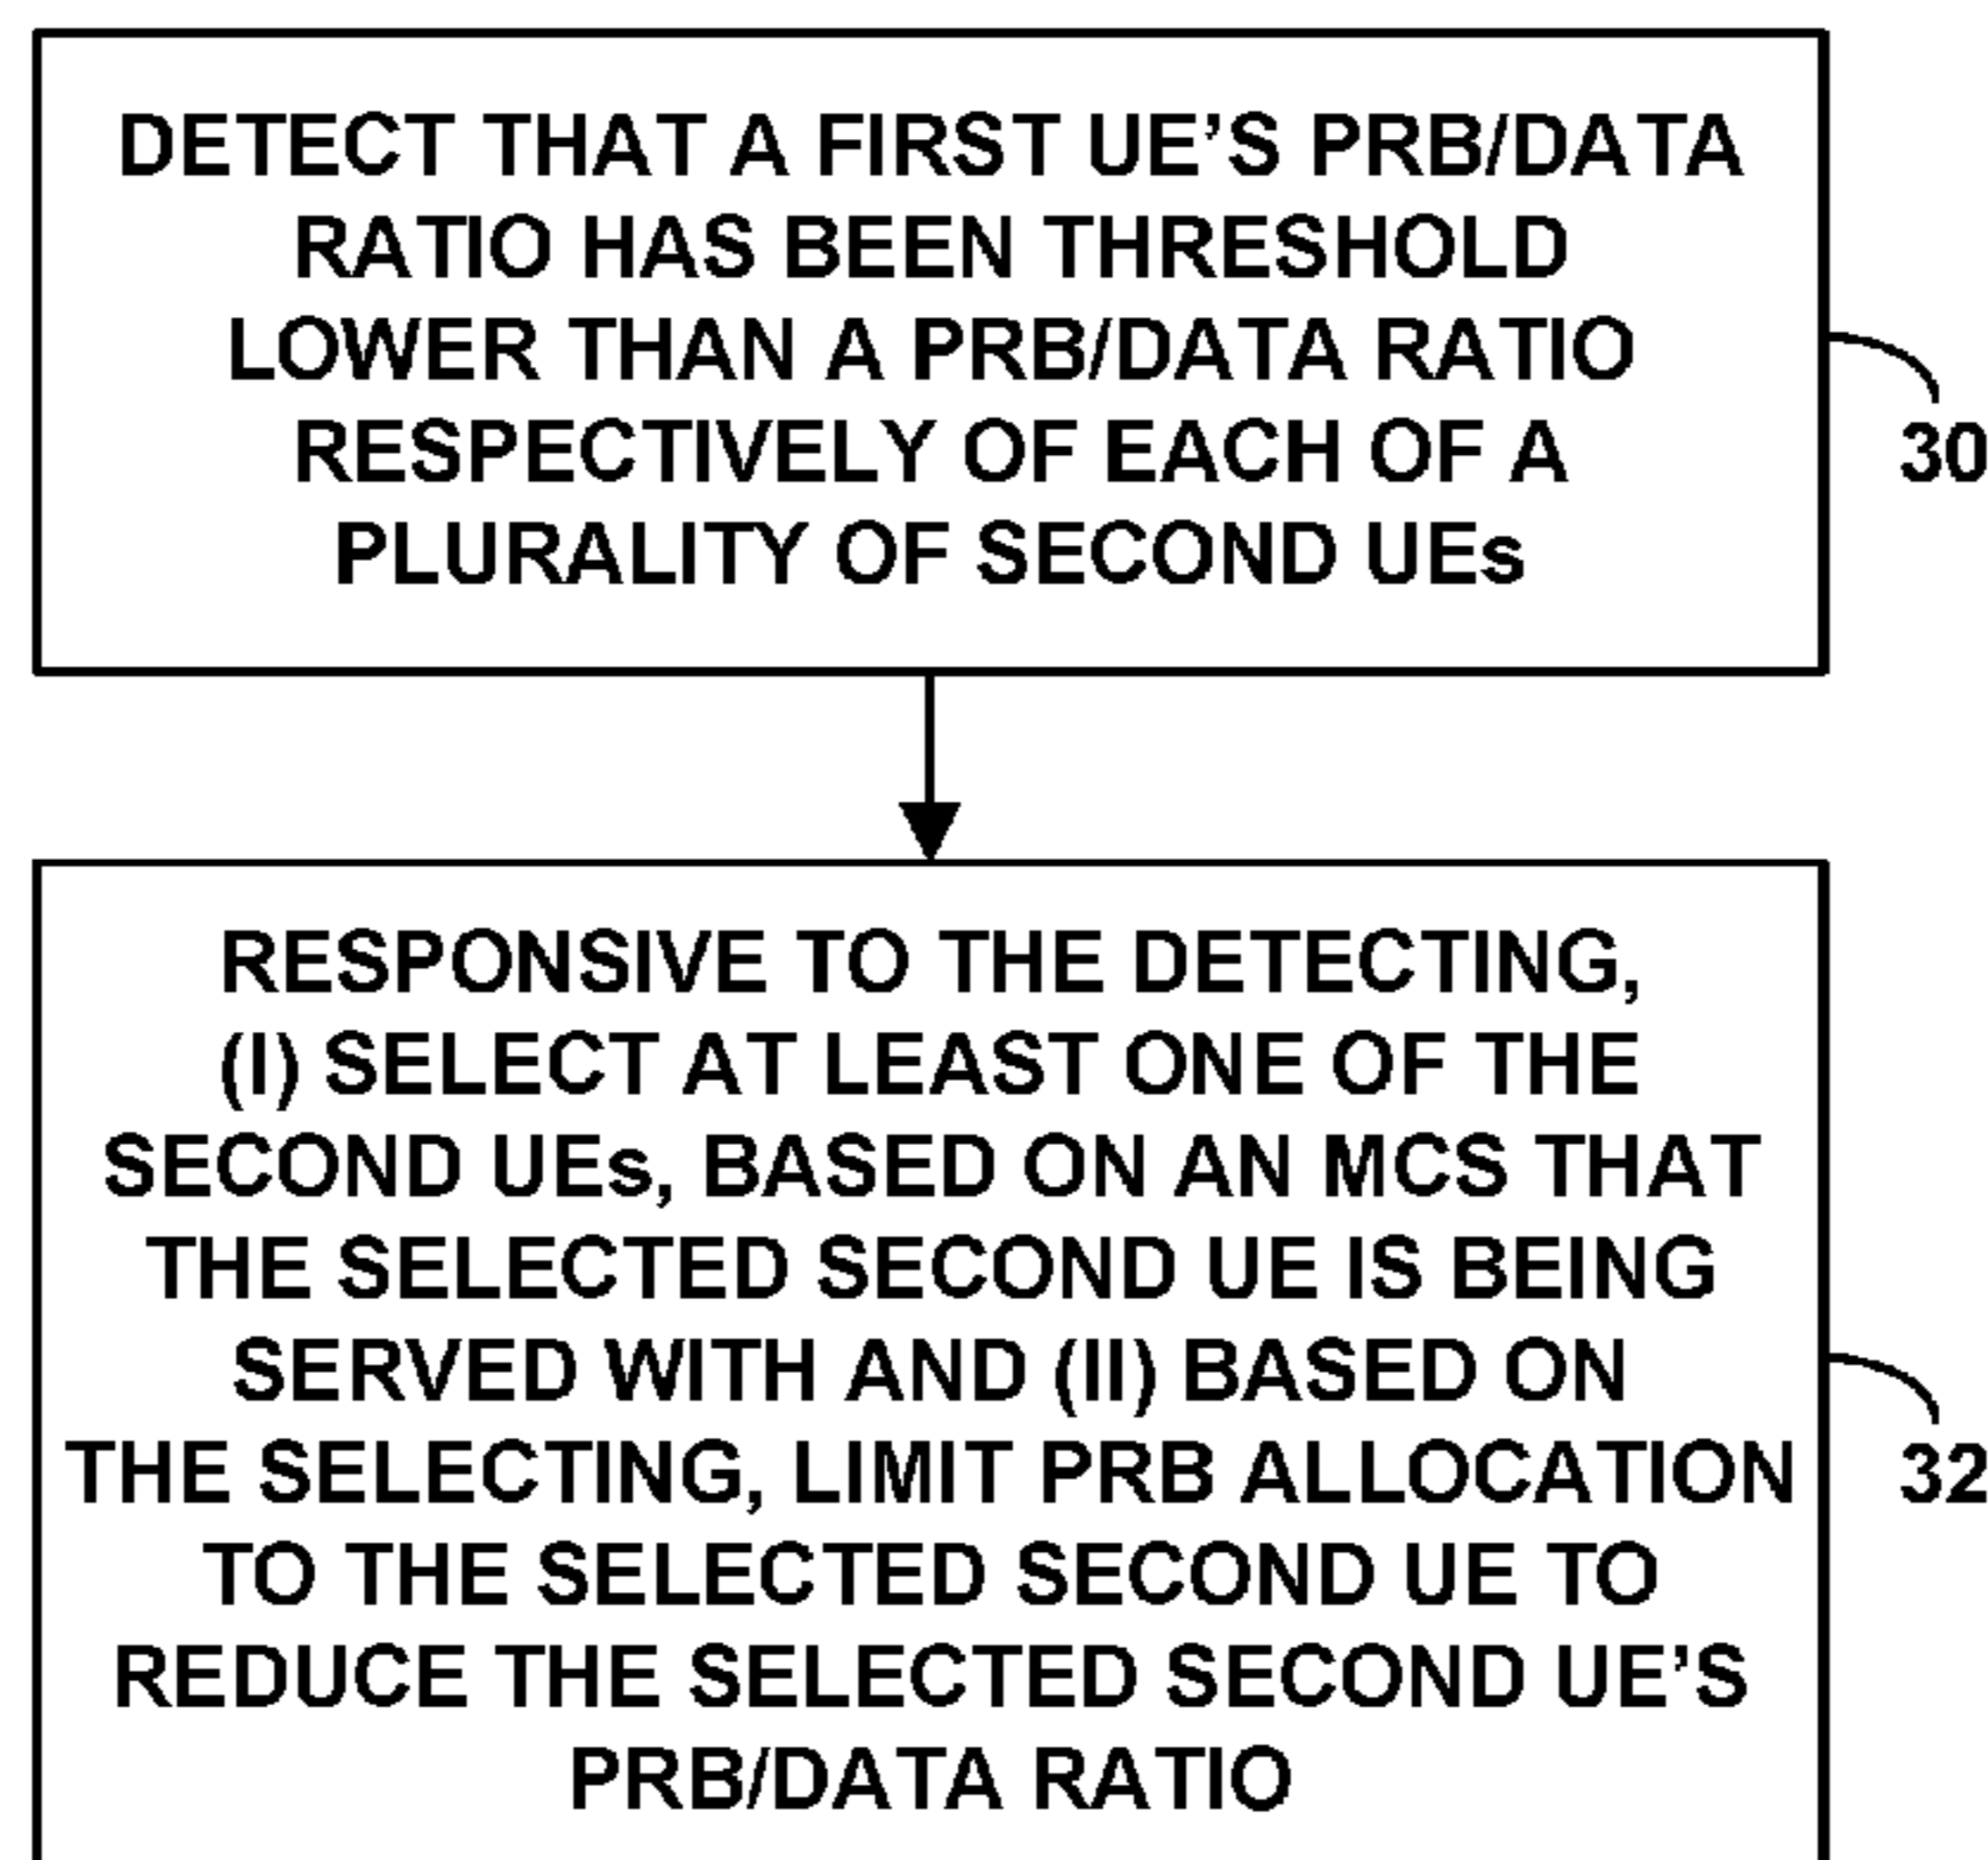 DETECT THAT A FIRST UE’S PRB/DATA
RATIO HAS BEEN THRESHOLD
LOWER THAN A PRB/DATA RATIO
RESPECTIVELY OF EACH OF A
PLURALITY OF SECOND UEs
30
RESPONSIVE TO THE DETECTING,
(I) SELECT AT LEAST ONE OF THE
SECOND UEs, BASED ON AN MCS THAT
THE SELECTED SECOND UE IS BEING
SERVED WITH AND (II) BASED ON
THE SELECTING, LIMIT PRB ALLOCATION
TO THE SELECTED SECOND UE TO
REDUCE THE SELECTED SECOND UE’S
PRB/DATA RATIO
32